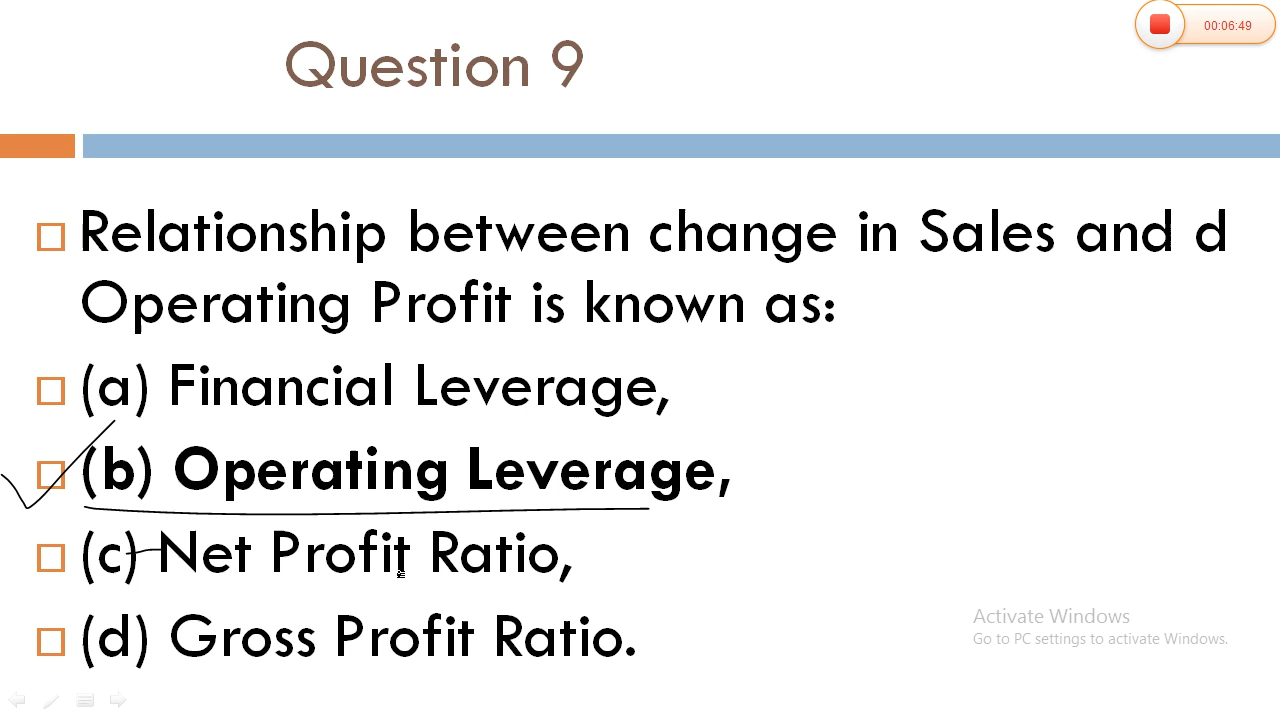 00:06:49
Question 9
Relationship between change in Sales and d
Operating Profit is known as:
(a) Financial Leverage,
(b) Operating Leverage,
(c) Net Profit Ratio,
(d) Gross Profit Ratio.
Activate Windows
Go to PC settings to activate Windows.